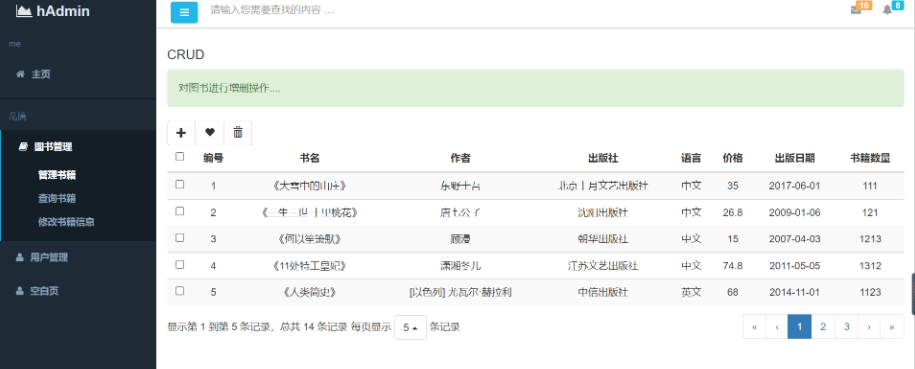 hAdmin
请输入您需要查找的内容 …
16
8
me
主页
图书管理
管理书籍
查询书籍
修改书籍信息
用户管理
空白页
CRUD
对图书进行增删操作....
编号 书名 作者 出版社 语言 价格 出版日期 书籍数量
1 《大雪中的山庄》 东野圭吾 北京十月文艺出版社 中文 35 2017-06-01 111
2 《三生三世 十里桃花》 唐七公子 沈阳出版社 中文 26.8 2009-01-06 121
3 《何以笙箫默》 顾漫 朝华出版社 中文 15 2007-04-03 1213
4 《11处特工皇妃》 潇湘冬儿 江苏文艺出版社 中文 74.8 2011-05-05 1312
5 《人类简史》 [以色列] 尤瓦尔·赫拉利 中信出版社 英文 68 2014-11-01 1123
显示第 1 到第 5 条记录，总共 14 条记录 每页显示 5 条记录
« ‹ 1 2 3 › »